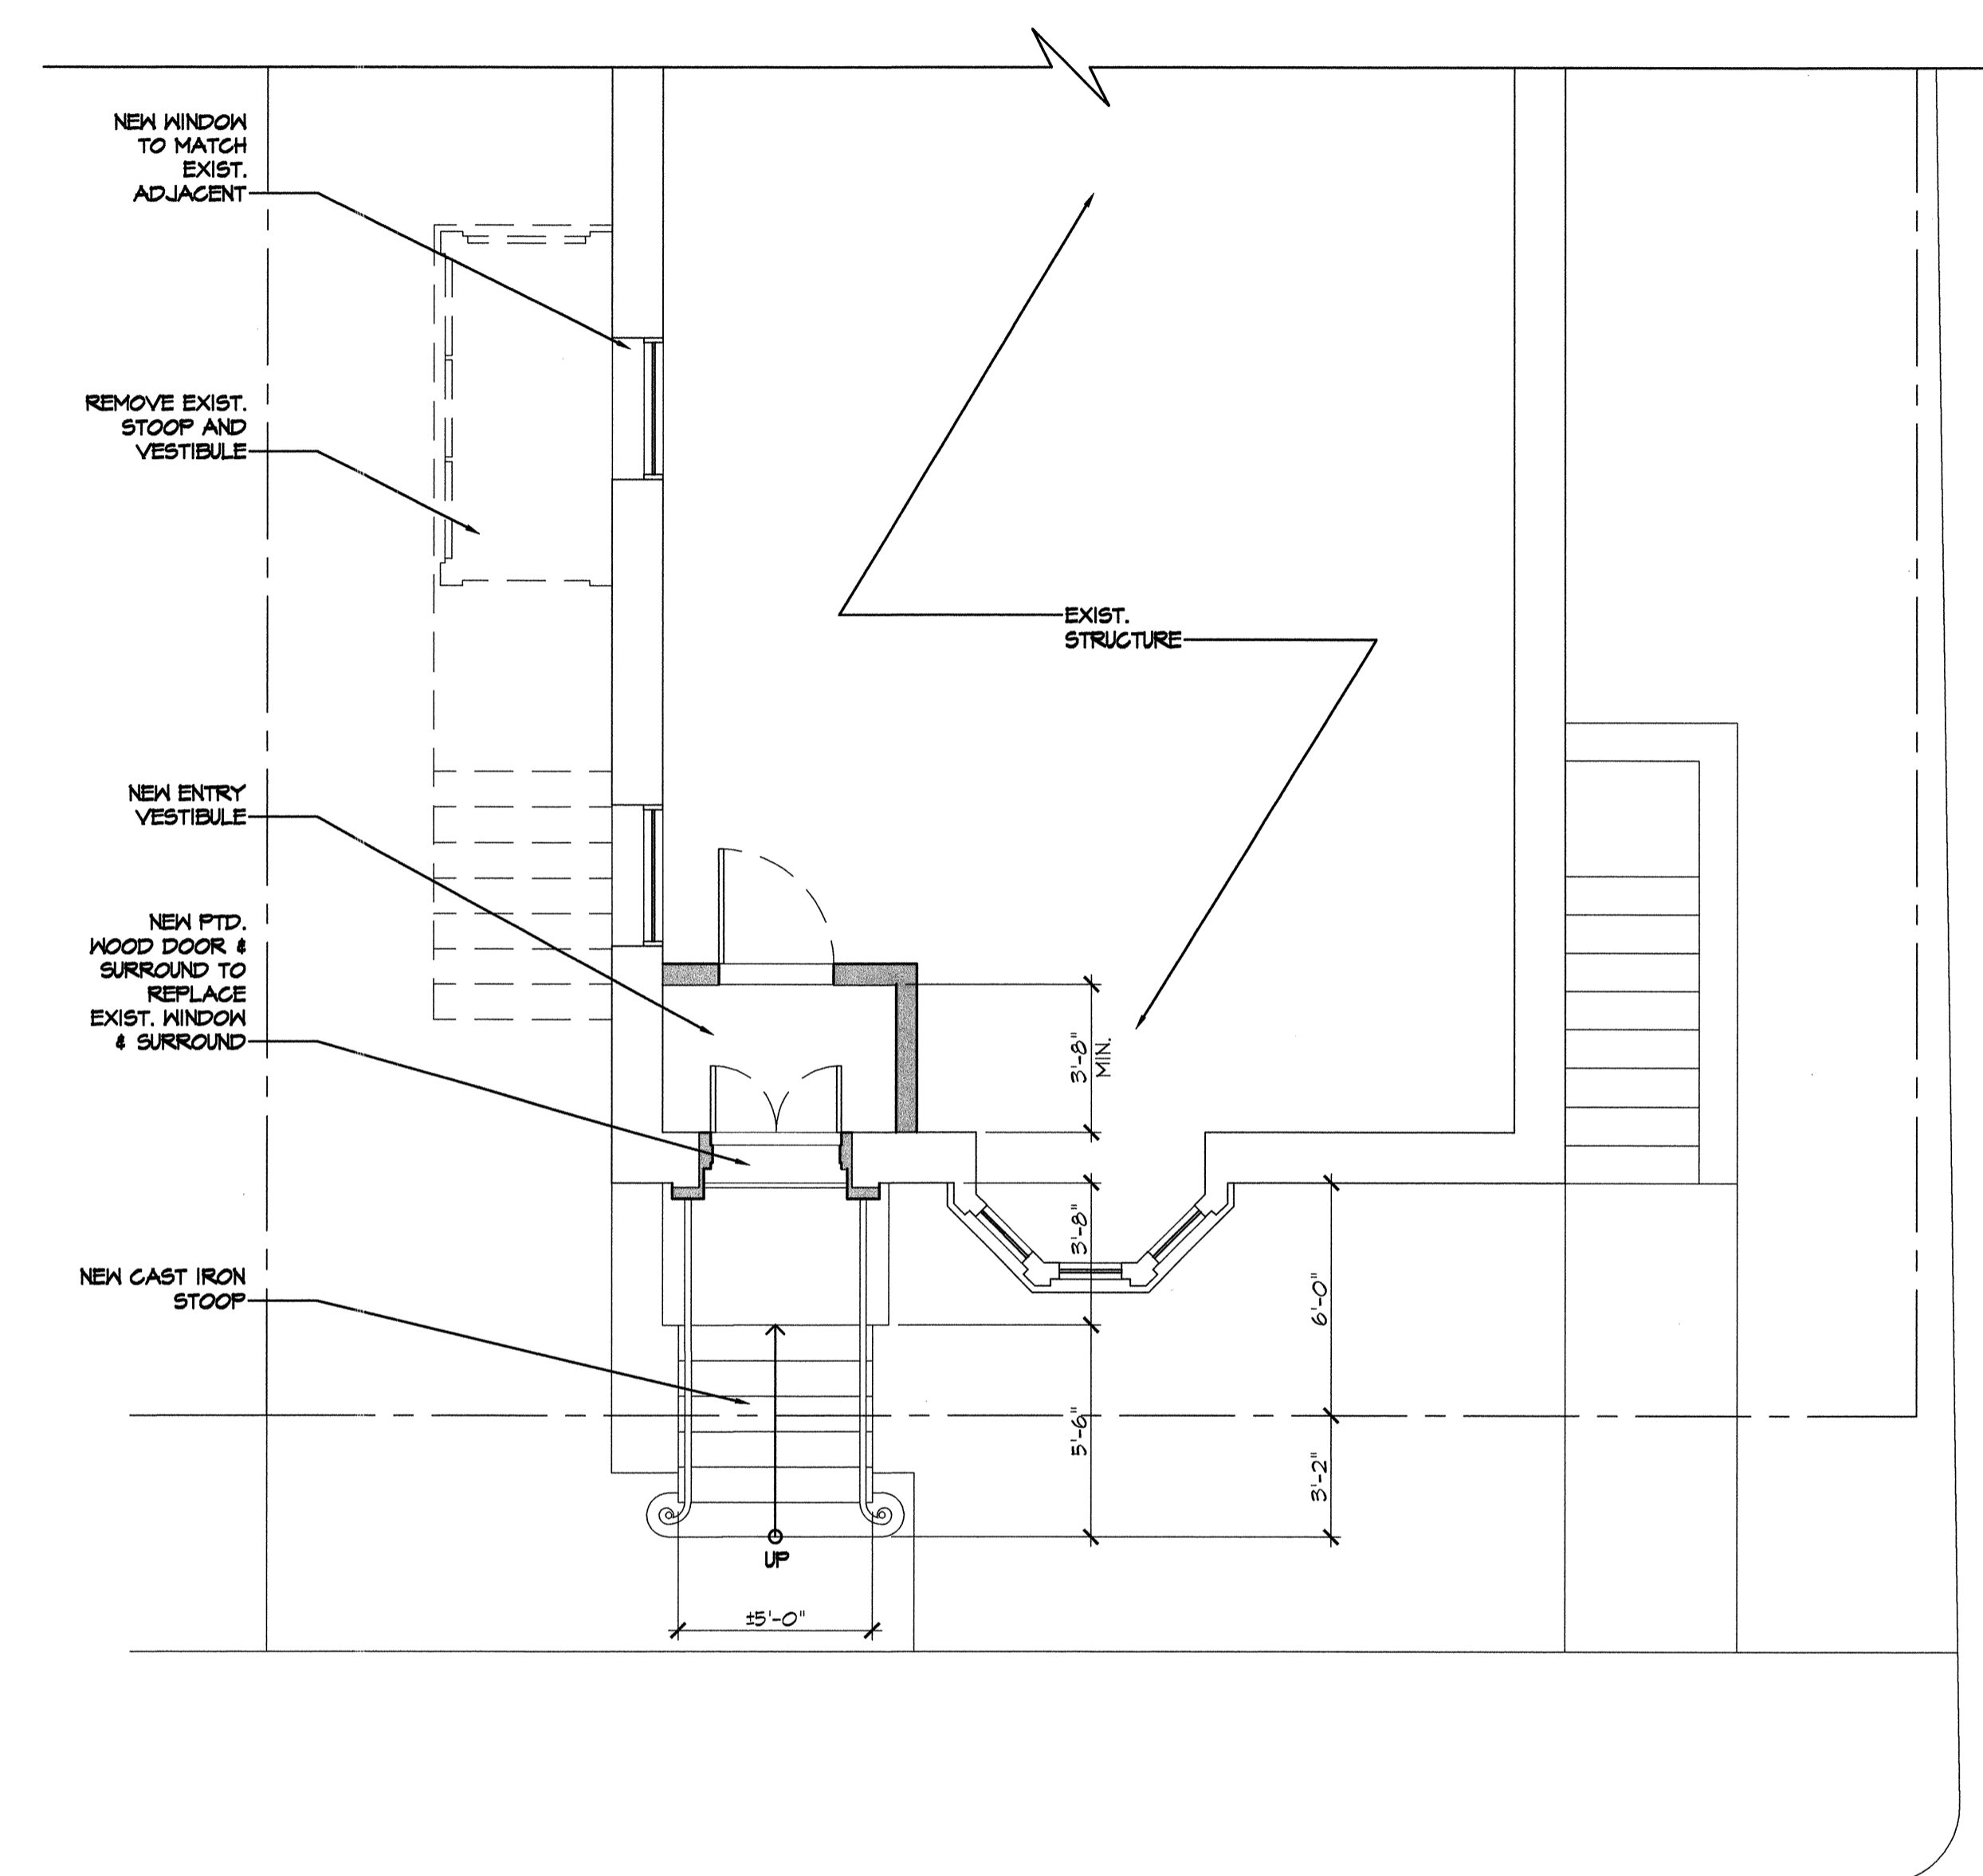 NEW WINDOW
TO MATCH
EXIST.
ADJACENT
REMOVE EXIST.
STOOP AND
VESTIBULE
EXIST.
STRUCTURE
NEW ENTRY
VESTIBULE
NEW PTD.
WOOD DOOR &
SURROUND TO
REPLACE
EXIST. WINDOW
& SURROUND
3'-8"
MIN.
3'-8"
NEW CAST IRON
STOOP
6'-0"
5'-6"
3'-2"
UP
±5'-0"